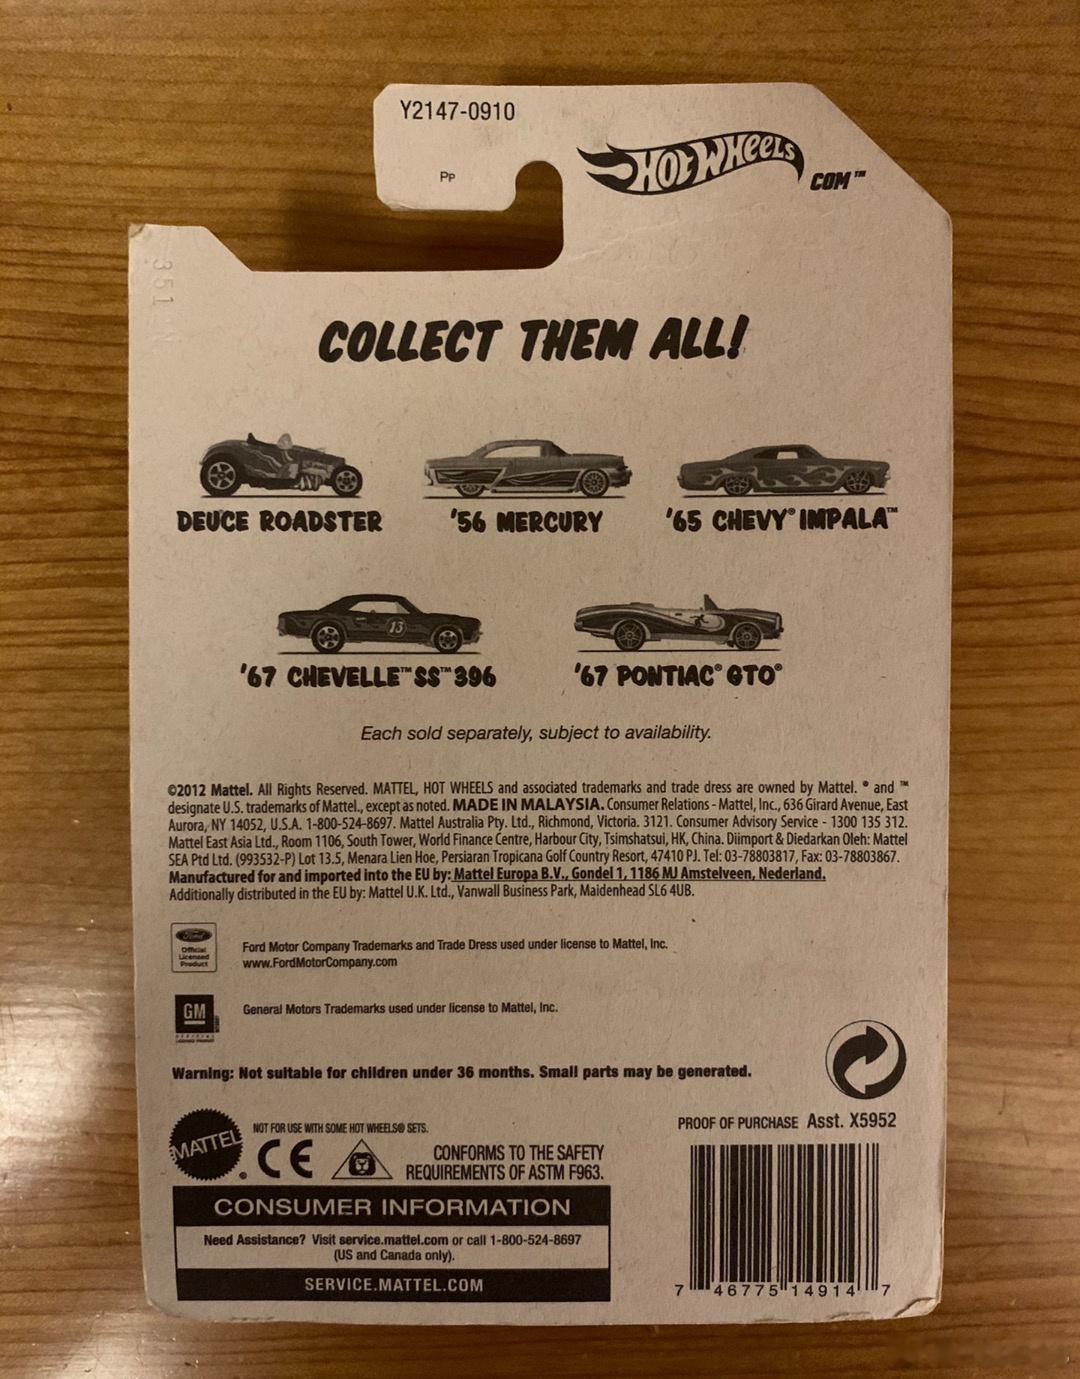 Y2147-0910
PP
HOT WHEELS
COM™
351
COLLECT THEM ALL!
DEUCE ROADSTER
'56 MERCURY
'65 CHEVY® IMPALA™
13
'67 CHEVELLE™ SS™ 396
'67 PONTIAC® GTO®
Each sold separately, subject to availability.
©2012 Mattel. All Rights Reserved. MATTEL, HOT WHEELS and associated trademarks and trade dress are owned by Mattel. ® and ™
designate U.S. trademarks of Mattel., except as noted. MADE IN MALAYSIA. Consumer Relations - Mattel, Inc., 636 Girard Avenue, East
Aurora, NY 14052, U.S.A. 1-800-524-8697. Mattel Australia Pty. Ltd., Richmond, Victoria. 3121. Consumer Advisory Service - 1300 135 312.
Mattel East Asia Ltd., Room 1106, South Tower, World Finance Centre, Harbour City, Tsimshatsui, HK, China. Diimport & Diedarkan Oleh: Mattel
SEA Ptd Ltd. (993532-P) Lot 13.5, Menara Lien Hoe, Persiaran Tropicana Golf Country Resort, 47410 PJ. Tel: 03-78803817, Fax: 03-78803867.
Manufactured for and imported into the EU by: Mattel Europa B.V., Gondel 1, 1186 MJ Amstelveen, Nederland.
Additionally distributed in the EU by: Mattel U.K. Ltd., Vanwall Business Park, Maidenhead SL6 4UB.
Ford
Official
Licensed
Product
Ford Motor Company Trademarks and Trade Dress used under license to Mattel, Inc.
www.FordMotorCompany.com
GM
General Motors Trademarks used under license to Mattel, Inc.
Warning: Not suitable for children under 36 months. Small parts may be generated.
MATTEL®
NOT FOR USE WITH SOME HOT WHEELS® SETS.
CE
CONFORMS TO THE SAFETY
REQUIREMENTS OF ASTM F963.
PROOF OF PURCHASE Asst. X5952
CONSUMER INFORMATION
Need Assistance? Visit service.mattel.com or call 1-800-524-8697
(US and Canada only).
SERVICE.MATTEL.COM
7 46775 14914 7